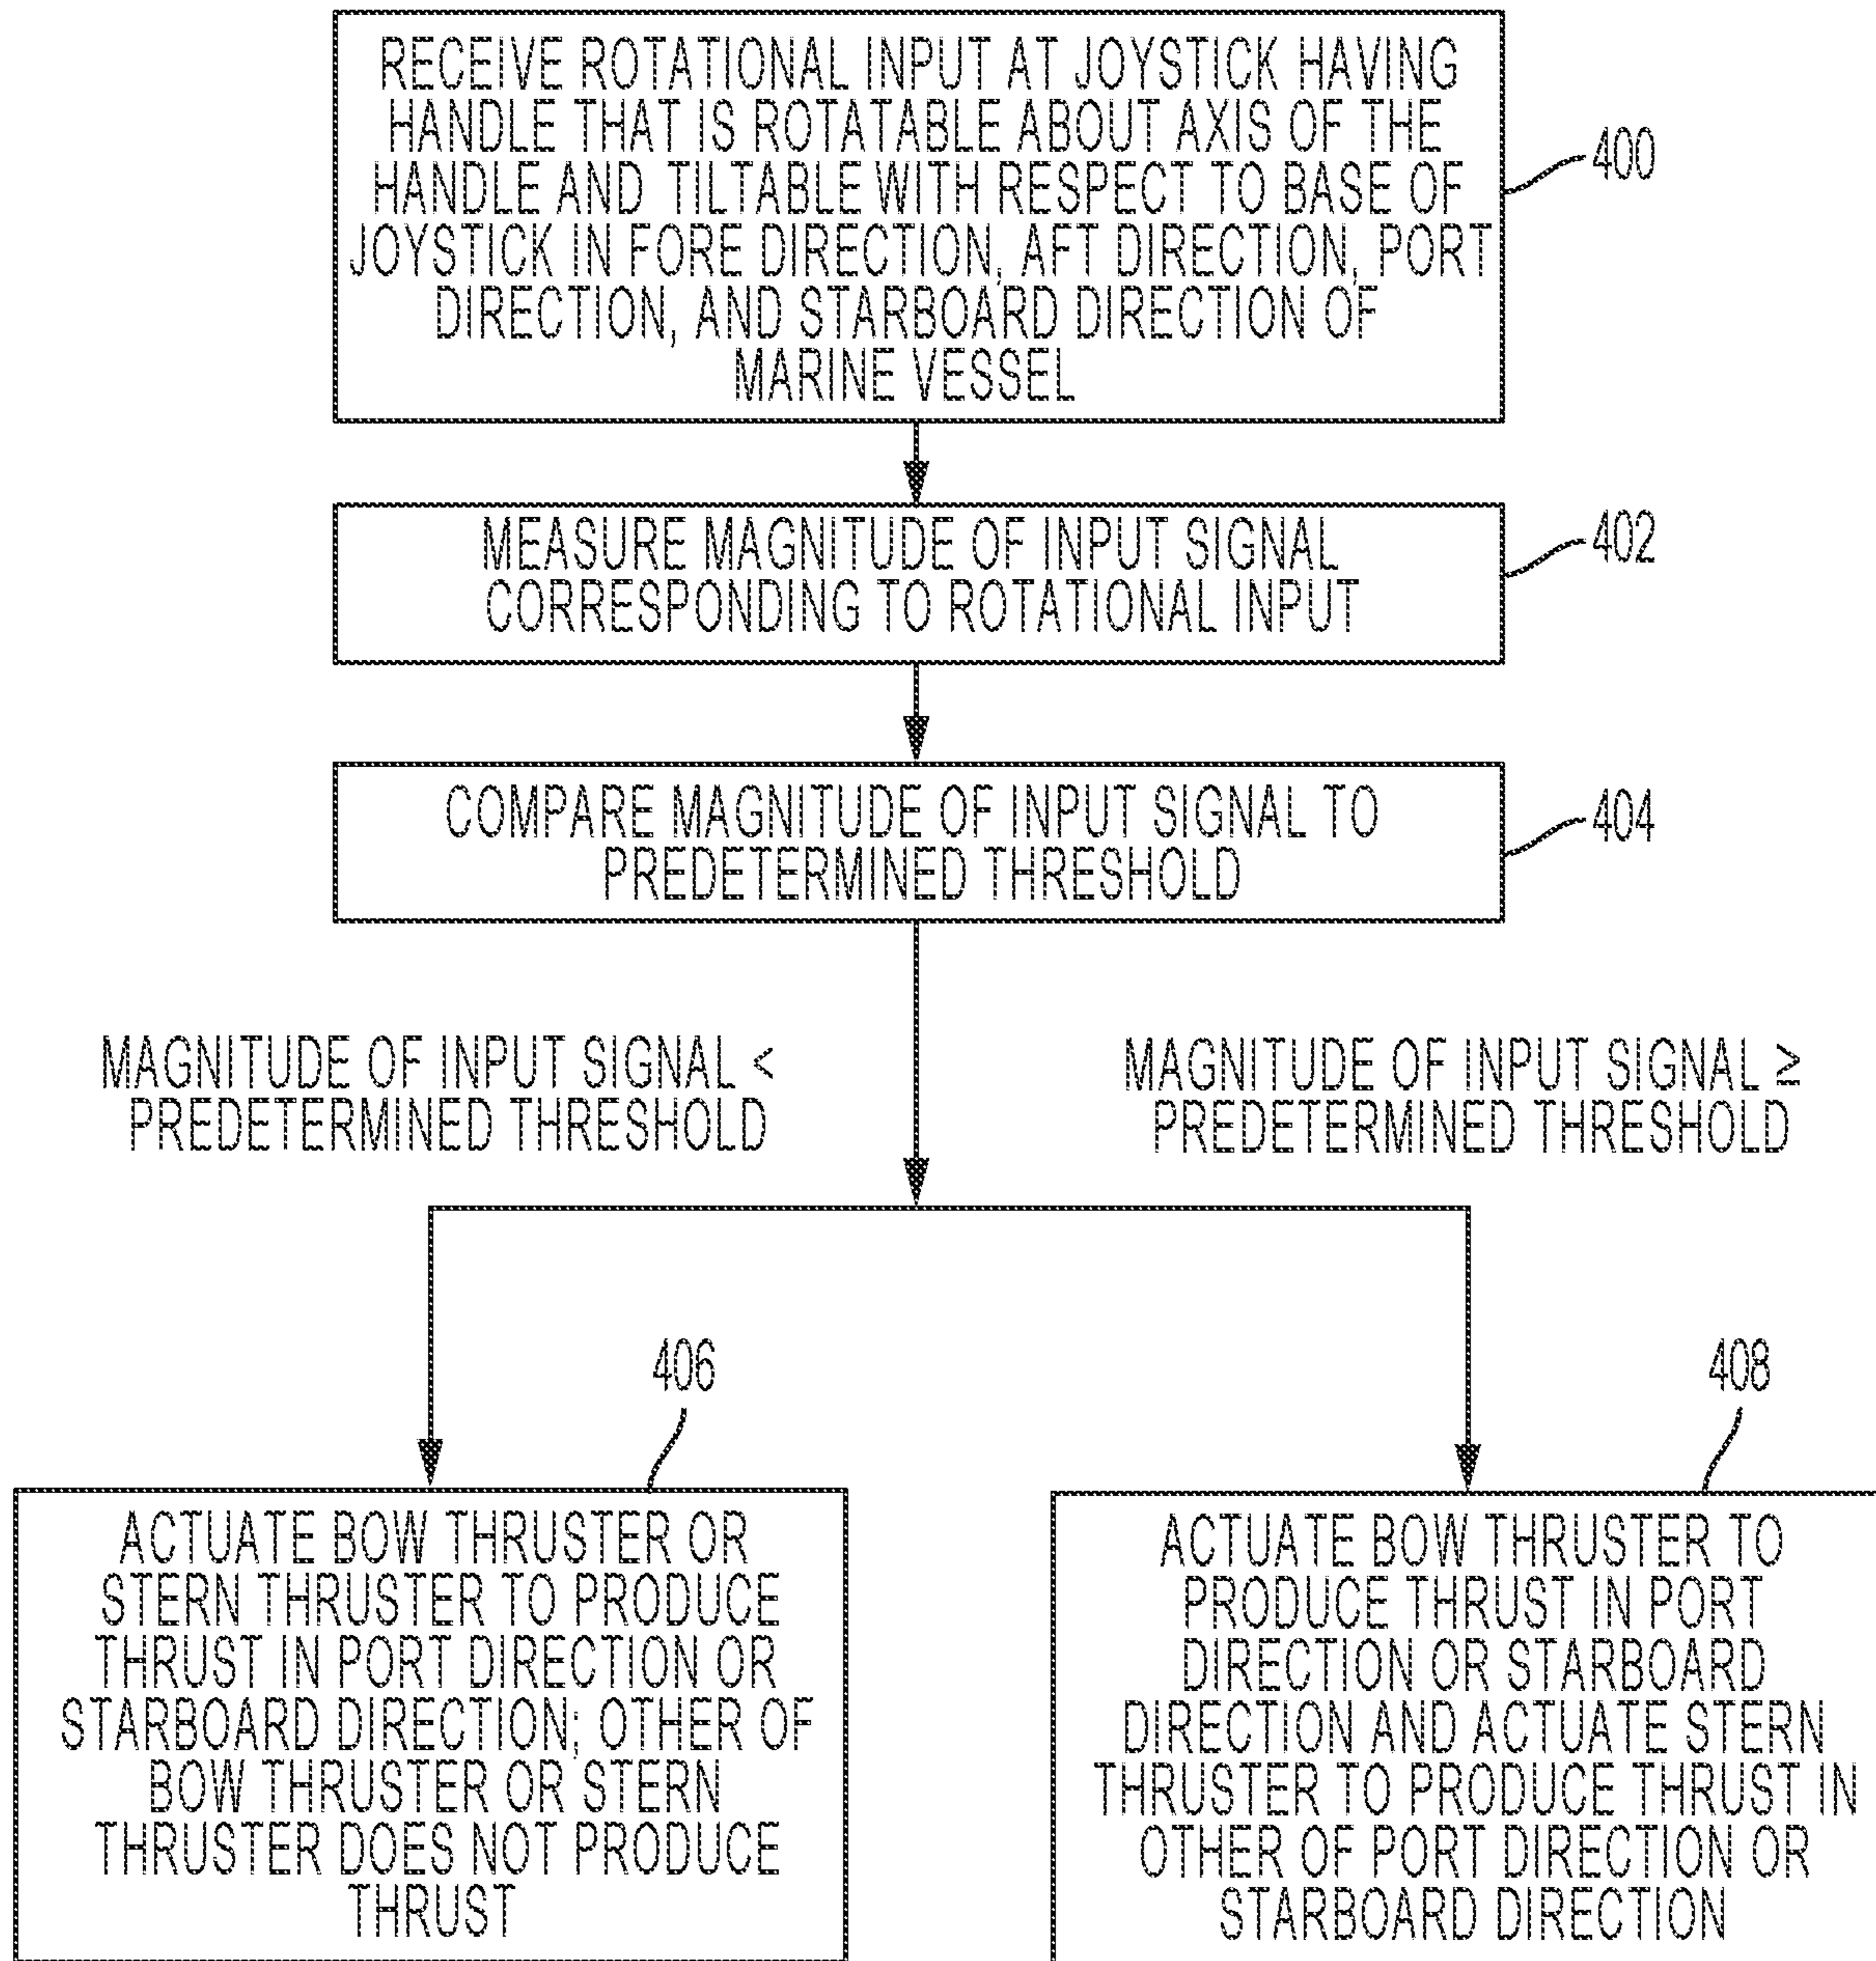 RECEIVE ROTATIONAL INPUT AT JOYSTICK HAVING
HANDLE THAT IS ROTATABLE ABOUT AXIS OF THE
HANDLE AND TILTABLE WITH RESPECT TO BASE OF
JOYSTICK IN FORE DIRECTION, AFT DIRECTION, PORT
DIRECTION, AND STARBOARD DIRECTION OF
MARINE VESSEL
400
MEASURE MAGNITUDE OF INPUT SIGNAL
CORRESPONDING TO ROTATIONAL INPUT
402
COMPARE MAGNITUDE OF INPUT SIGNAL TO
PREDETERMINED THRESHOLD
404
MAGNITUDE OF INPUT SIGNAL <
PREDETERMINED THRESHOLD
MAGNITUDE OF INPUT SIGNAL ≥
PREDETERMINED THRESHOLD
406
ACTUATE BOW THRUSTER OR
STERN THRUSTER TO PRODUCE
THRUST IN PORT DIRECTION OR
STARBOARD DIRECTION; OTHER OF
BOW THRUSTER OR STERN
THRUSTER DOES NOT PRODUCE
THRUST
408
ACTUATE BOW THRUSTER TO
PRODUCE THRUST IN PORT
DIRECTION OR STARBOARD
DIRECTION AND ACTUATE STERN
THRUSTER TO PRODUCE THRUST IN
OTHER OF PORT DIRECTION OR
STARBOARD DIRECTION